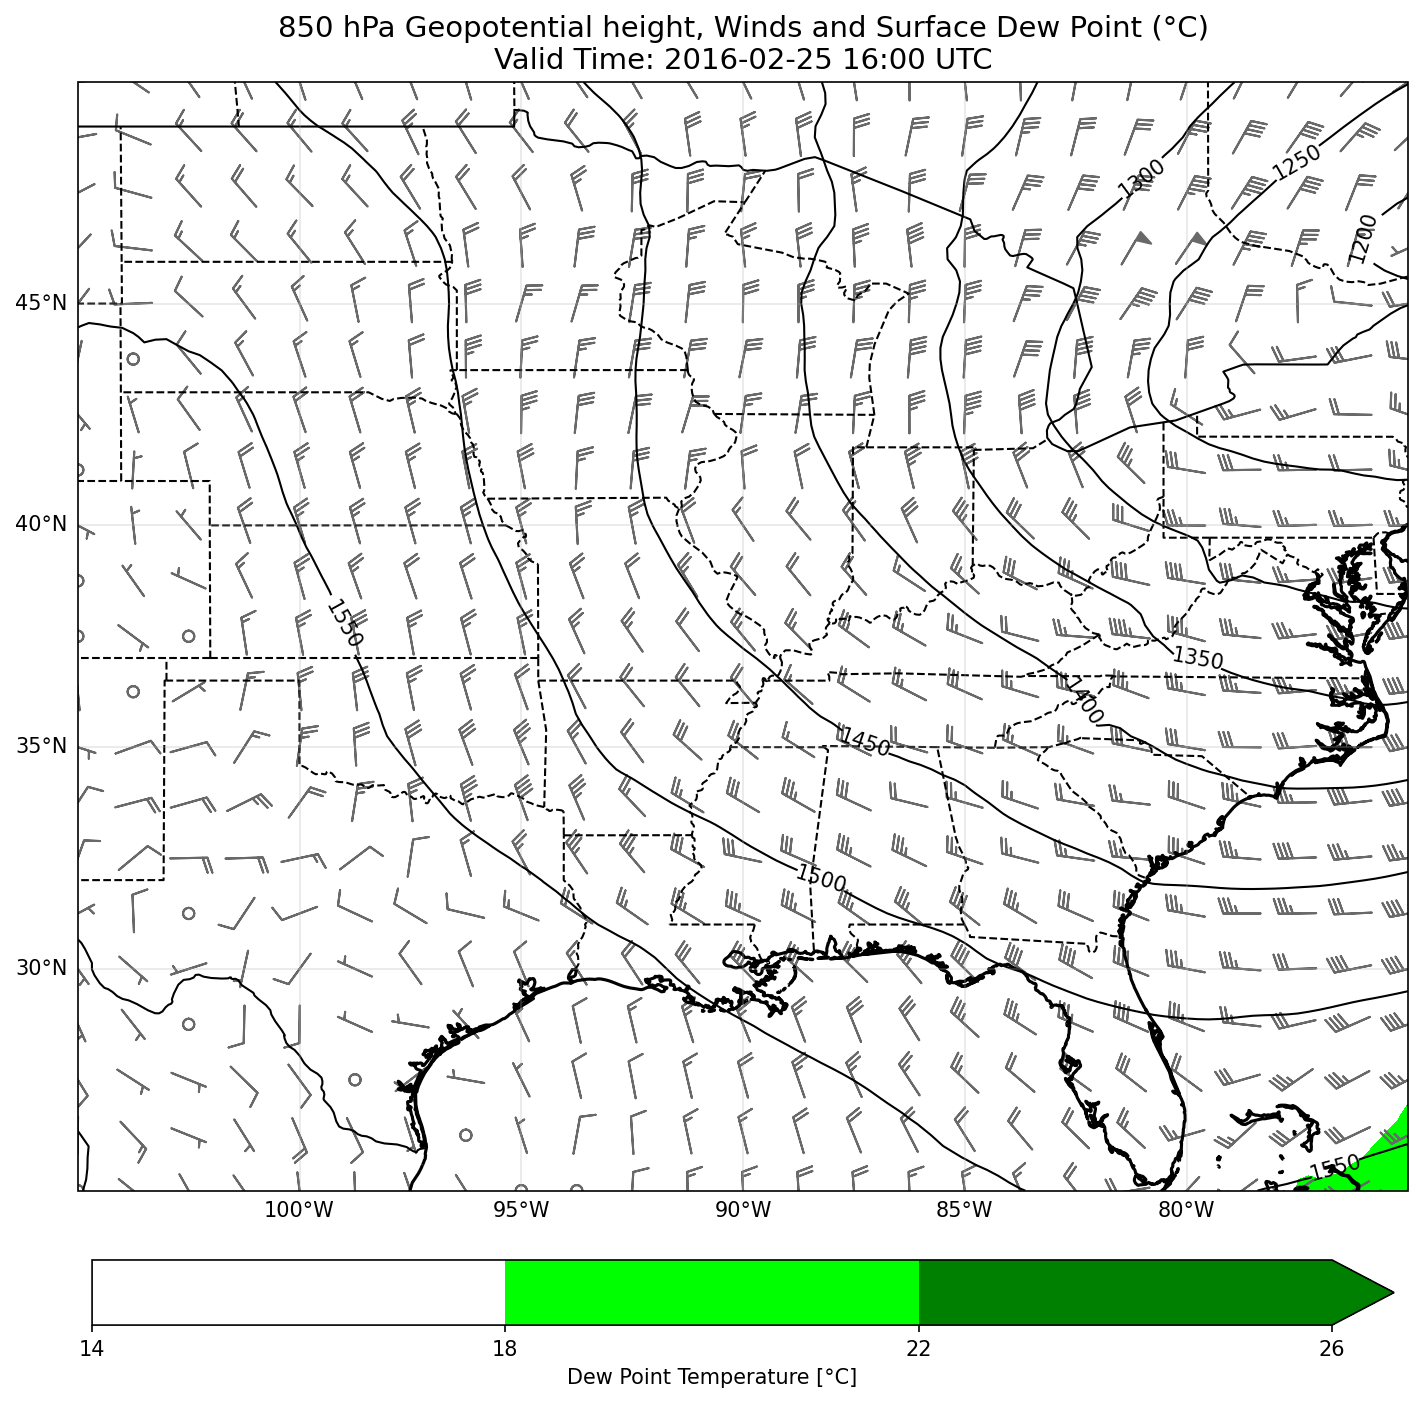 850 hPa Geopotential height, Winds and Surface Dew Point (°C)
Valid Time: 2016-02-25 16:00 UTC
1300
1250
1200
45°N
40°N
1550
1350
1400
35°N
1450
1500
30°N
1550
100°W 95°W 90°W 85°W 80°W
14 18 22 26
Dew Point Temperature [°C]